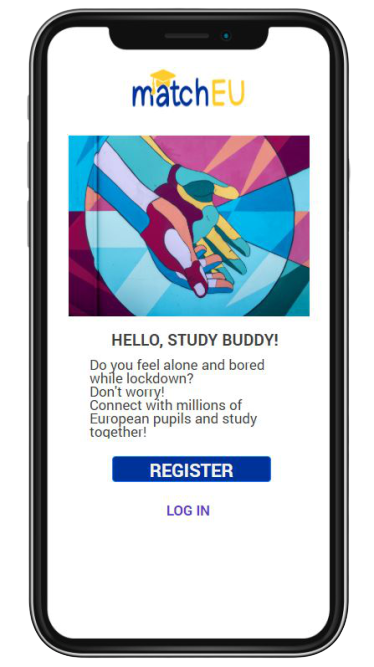 matchEU
HELLO, STUDY BUDDY!
Do you feel alone and bored
while lockdown?
Don't worry!
Connect with millions of
European pupils and study
together!
REGISTER
LOG IN